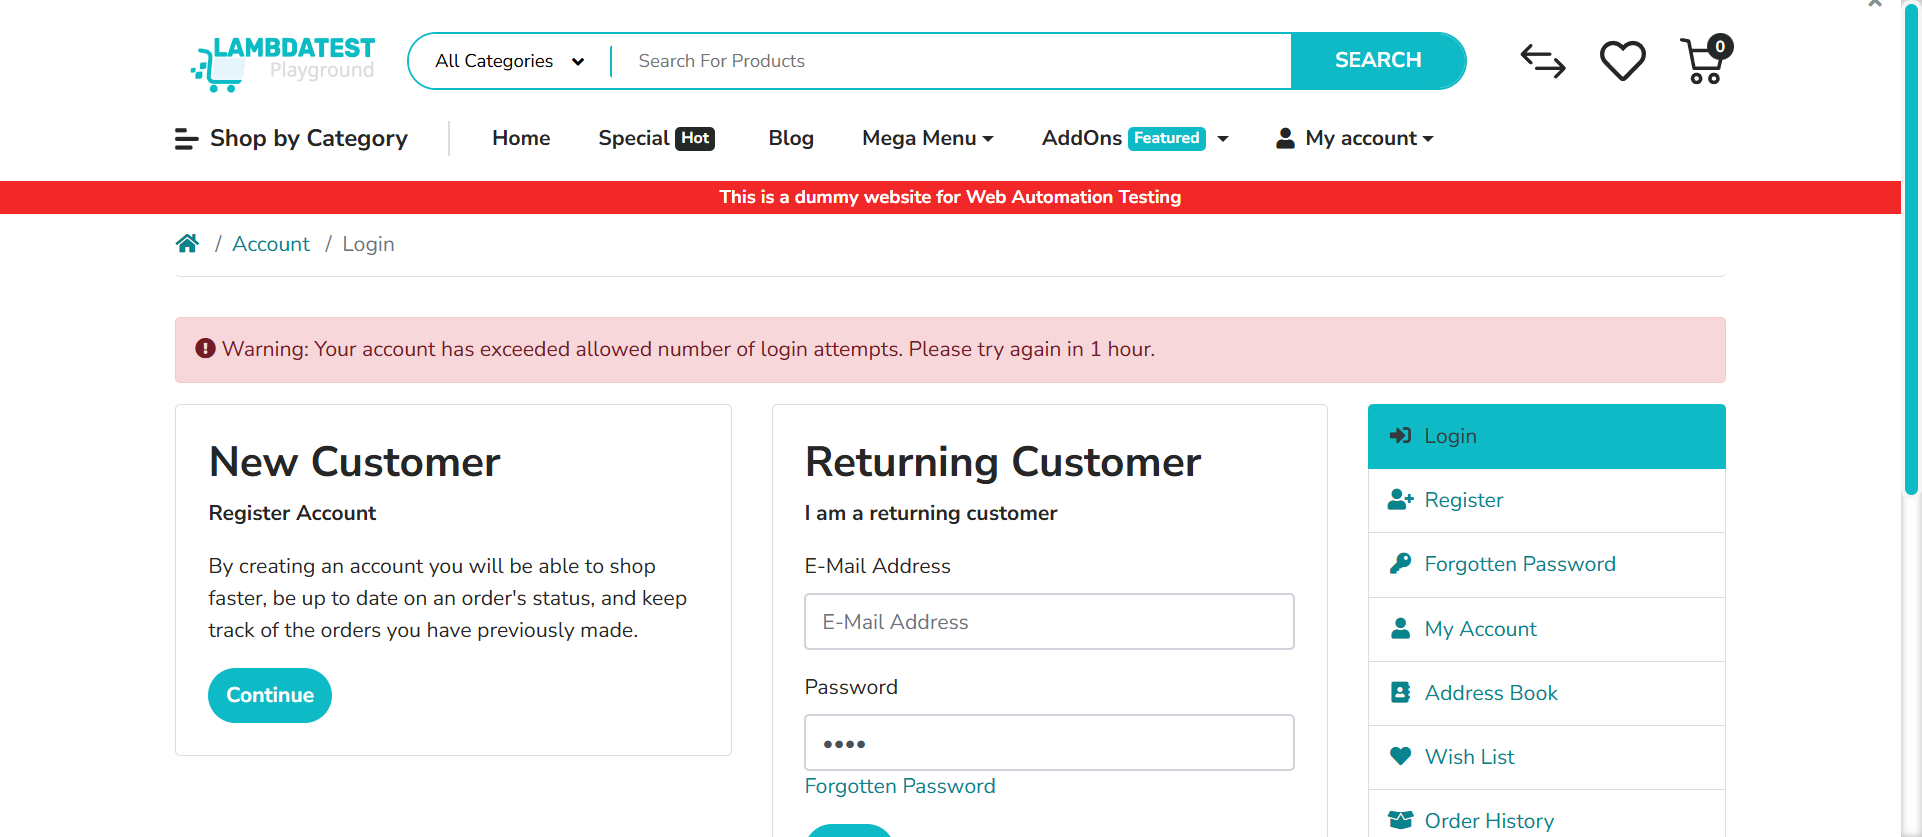 LAMBDATEST
Playground
All Categories
Search For Products
SEARCH
0
Shop by Category
Home
Special Hot
Blog
Mega Menu
AddOns Featured
My account
This is a dummy website for Web Automation Testing
/ Account / Login
Warning: Your account has exceeded allowed number of login attempts. Please try again in 1 hour.
New Customer
Register Account
By creating an account you will be able to shop
faster, be up to date on an order's status, and keep
track of the orders you have previously made.
Continue
Returning Customer
I am a returning customer
E-Mail Address
E-Mail Address
Password
••••
Forgotten Password
Login
Register
Forgotten Password
My Account
Address Book
Wish List
Order History